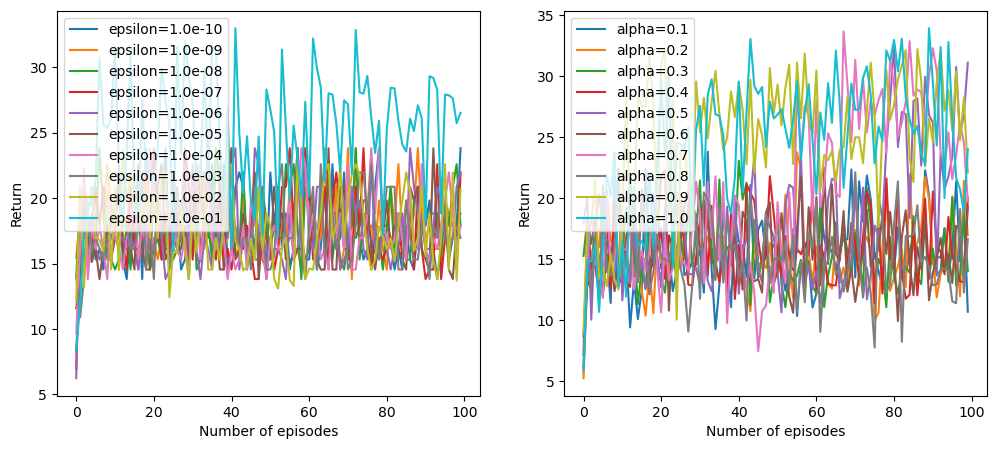 epsilon=1.0e-10
epsilon=1.0e-09
epsilon=1.0e-08
epsilon=1.0e-07
epsilon=1.0e-06
epsilon=1.0e-05
epsilon=1.0e-04
epsilon=1.0e-03
epsilon=1.0e-02
epsilon=1.0e-01
30
25
20
15
10
5
Return
0 20 40 60 80 100
Number of episodes
alpha=0.1
alpha=0.2
alpha=0.3
alpha=0.4
alpha=0.5
alpha=0.6
alpha=0.7
alpha=0.8
alpha=0.9
alpha=1.0
35
30
25
20
15
10
5
Return
0 20 40 60 80 100
Number of episodes